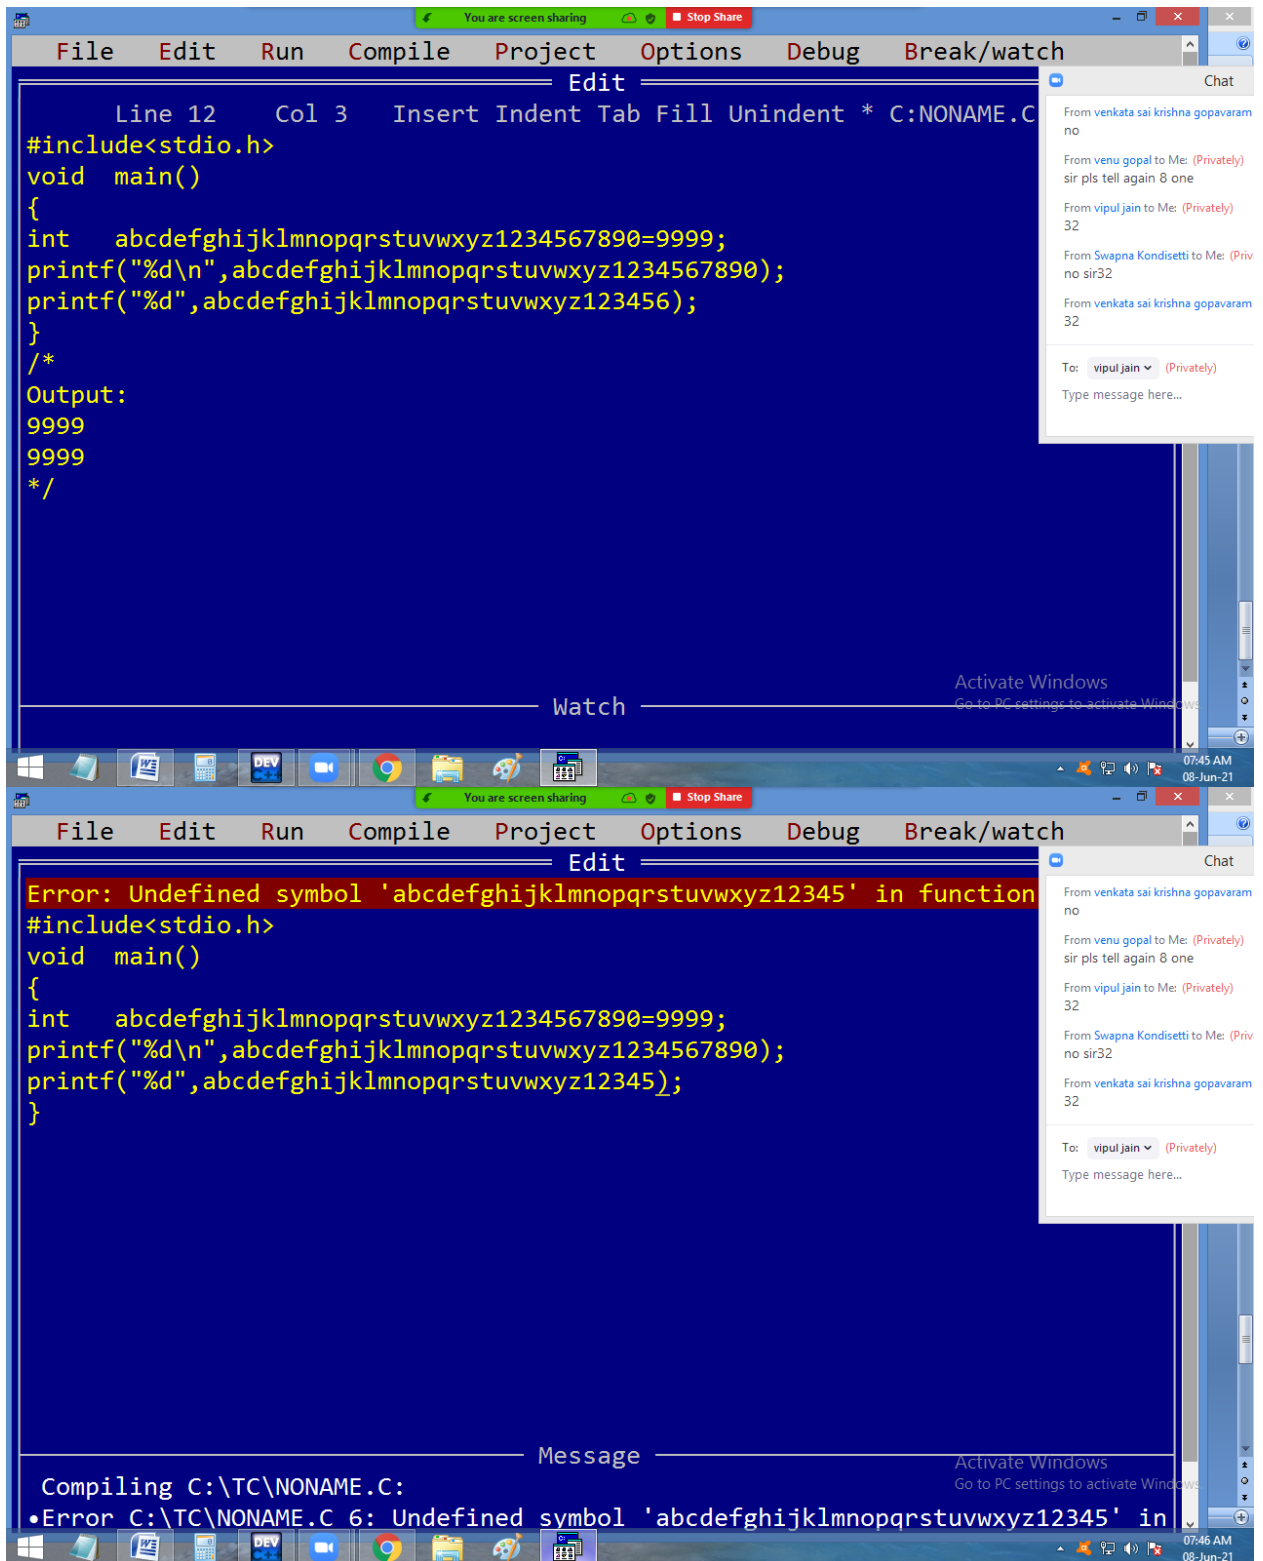 You are screen sharing Stop Share
File Edit Run Compile Project Options Debug Break/watch
Edit
Line 12 Col 3 Insert Indent Tab Fill Unindent * C:NONAME.C
#include<stdio.h>
void main()
{
int abcdefghijklmnopqrstuvwxyz1234567890=9999;
printf("%d\n",abcdefghijklmnopqrstuvwxyz1234567890);
printf("%d",abcdefghijklmnopqrstuvwxyz123456);
}
/*
Output:
9999
9999
*/
Watch
Chat
From venkata sai krishna gopavaram
no
From venu gopal to Me: (Privately)
sir pls tell again 8 one
From vipul jain to Me: (Privately)
32
From Swapna Kondisetti to Me: (Priv
no sir32
From venkata sai krishna gopavaram
32
To: vipul jain (Privately)
Type message here...
Activate Windows
Go to PC settings to activate Windows
DEV
C++
07:45 AM
08-Jun-21
You are screen sharing Stop Share
File Edit Run Compile Project Options Debug Break/watch
Edit
Error: Undefined symbol 'abcdefghijklmnopqrstuvwxyz12345' in function
#include<stdio.h>
void main()
{
int abcdefghijklmnopqrstuvwxyz1234567890=9999;
printf("%d\n",abcdefghijklmnopqrstuvwxyz1234567890);
printf("%d",abcdefghijklmnopqrstuvwxyz12345);
}
Chat
From venkata sai krishna gopavaram
no
From venu gopal to Me: (Privately)
sir pls tell again 8 one
From vipul jain to Me: (Privately)
32
From Swapna Kondisetti to Me: (Priv
no sir32
From venkata sai krishna gopavaram
32
To: vipul jain (Privately)
Type message here...
Message
Activate Windows
Go to PC settings to activate Windows
Compiling C:\TC\NONAME.C:
•Error C:\TC\NONAME.C 6: Undefined symbol 'abcdefghijklmnopqrstuvwxyz12345' in
DEV
C++
07:46 AM
08-Jun-21